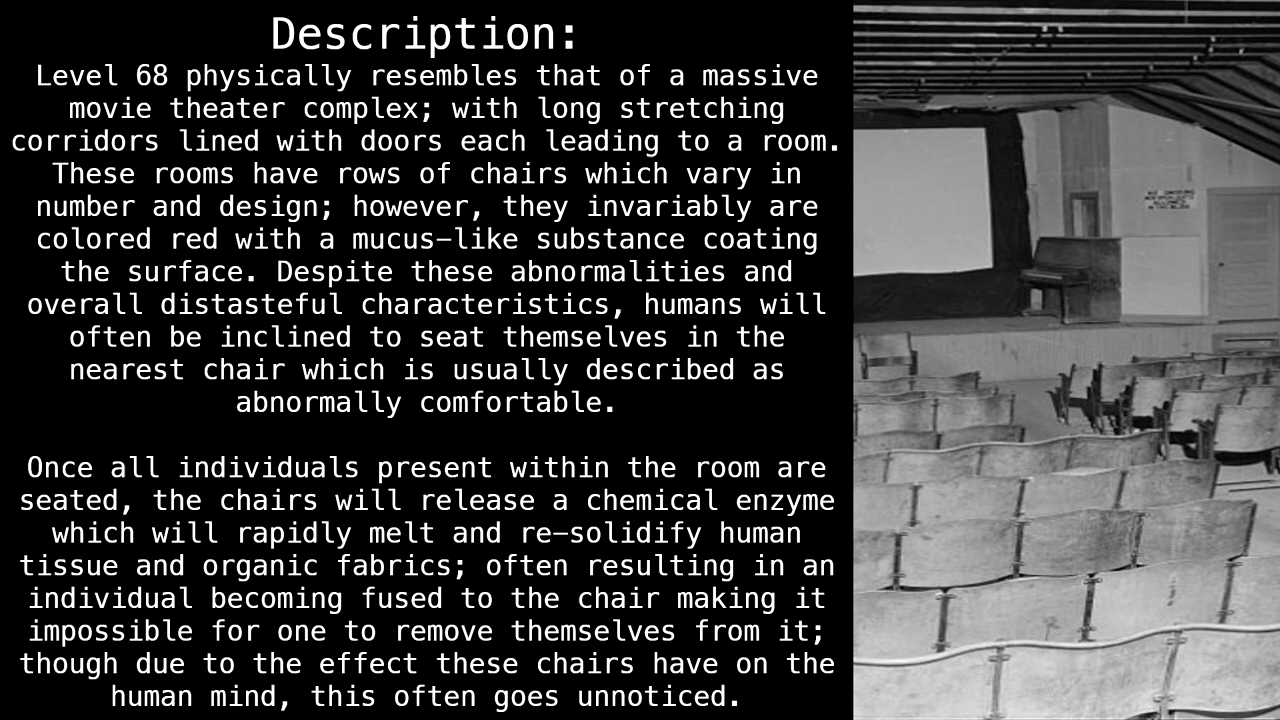 Description:
Level 68 physically resembles that of a massive
movie theater complex; with long stretching
corridors lined with doors each leading to a room.
These rooms have rows of chairs which vary in
number and design; however, they invariably are
colored red with a mucus-like substance coating
the surface. Despite these abnormalities and
overall distasteful characteristics, humans will
often be inclined to seat themselves in the
nearest chair which is usually described as
abnormally comfortable.
Once all individuals present within the room are
seated, the chairs will release a chemical enzyme
which will rapidly melt and re-solidify human
tissue and organic fabrics; often resulting in an
individual becoming fused to the chair making it
impossible for one to remove themselves from it;
though due to the effect these chairs have on the
human mind, this often goes unnoticed.